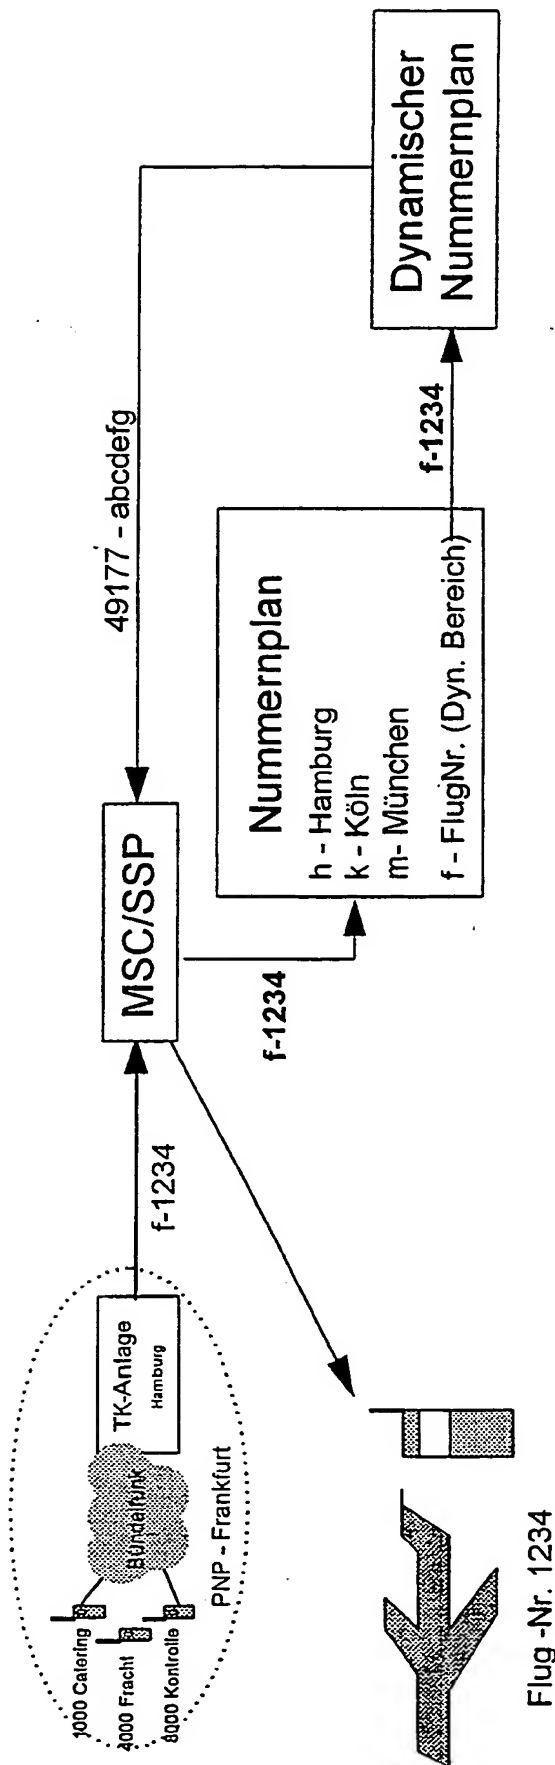 1000 Catering
4000 Fracht
8000 Kontrolle
Bündelfunk
TK-Anlage
Hamburg
PNP - Frankfurt
f-1234
MSC/SSP
49177 - abcdefg
f-1234
Nummernplan
h - Hamburg
k - Köln
m- München
f - FlugNr. (Dyn. Bereich)
f-1234
Dynamischer
Nummernplan
Flug -Nr. 1234